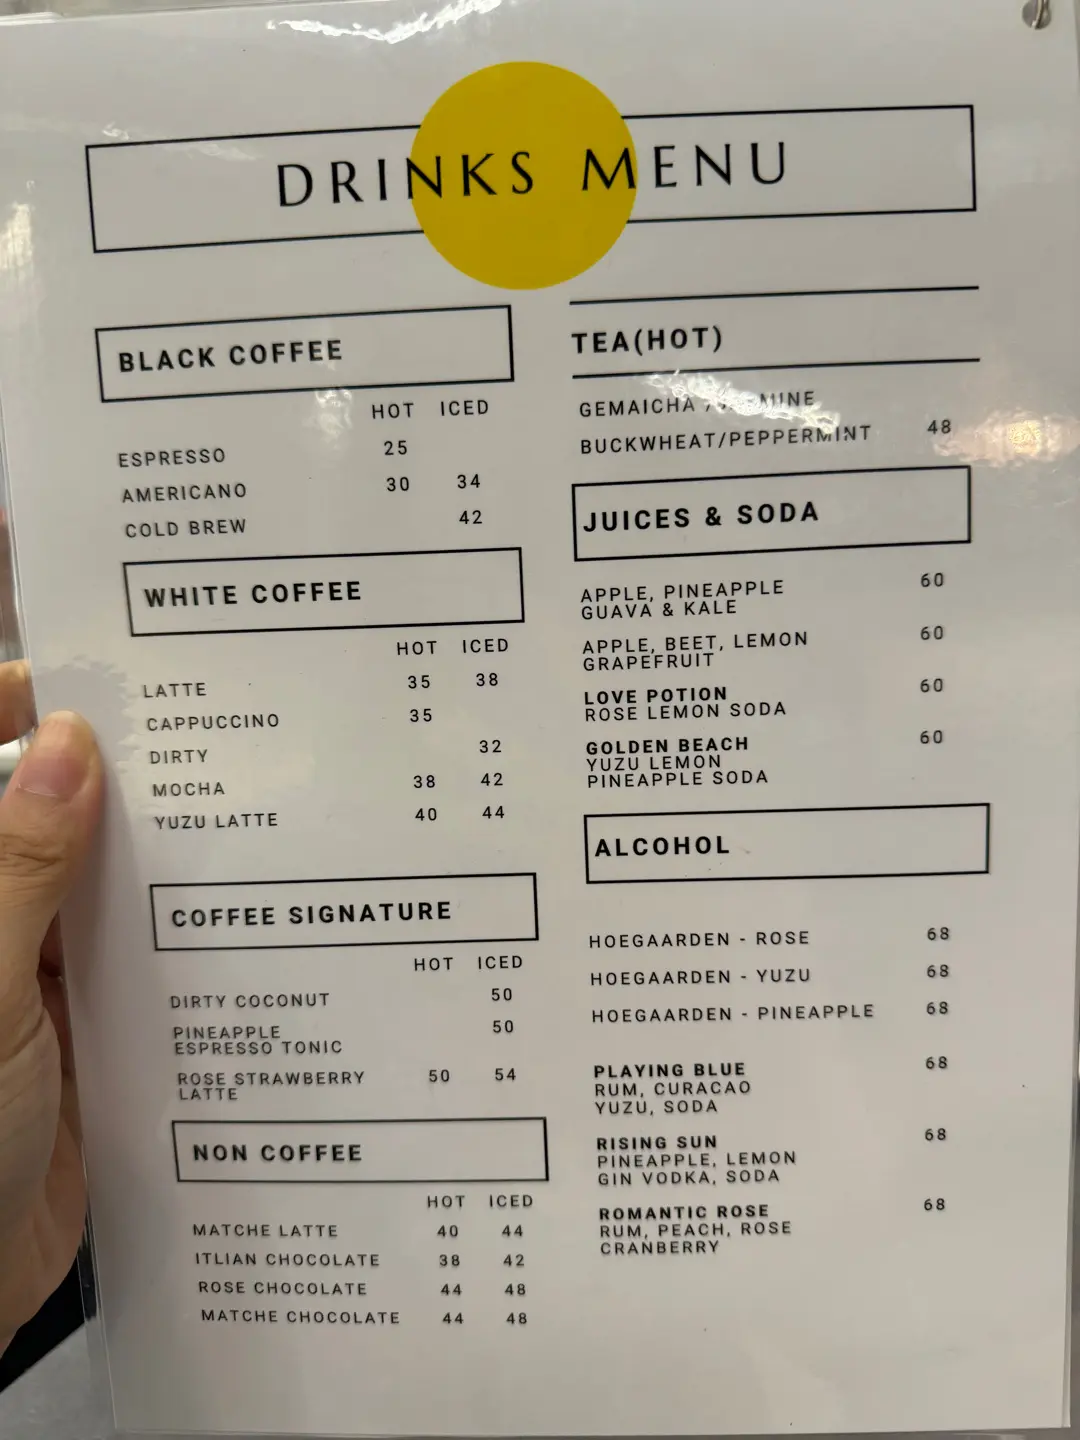 DRINKS MENU
BLACK COFFEE
HOT ICED
ESPRESSO 25
AMERICANO 30 34
COLD BREW 42
WHITE COFFEE
HOT ICED
LATTE 35 38
CAPPUCCINO 35
DIRTY 32
MOCHA 38 42
YUZU LATTE 40 44
COFFEE SIGNATURE
HOT ICED
DIRTY COCONUT 50
PINEAPPLE 50
ESPRESSO TONIC
ROSE STRAWBERRY 50 54
LATTE
NON COFFEE
HOT ICED
MATCHE LATTE 40 44
ITLIAN CHOCOLATE 38 42
ROSE CHOCOLATE 44 48
MATCHE CHOCOLATE 44 48
TEA(HOT)
GEMAICHA /
BUCKWHEAT/PEPPERMINT 48
JUICES & SODA
APPLE, PINEAPPLE 60
GUAVA & KALE
APPLE, BEET, LEMON 60
GRAPEFRUIT
LOVE POTION 60
ROSE LEMON SODA
GOLDEN BEACH 60
YUZU LEMON
PINEAPPLE SODA
ALCOHOL
HOEGAARDEN - ROSE 68
HOEGAARDEN - YUZU 68
HOEGAARDEN - PINEAPPLE 68
PLAYING BLUE 68
RUM, CURACAO
YUZU, SODA
RISING SUN 68
PINEAPPLE, LEMON
GIN VODKA, SODA
ROMANTIC ROSE 68
RUM, PEACH, ROSE
CRANBERRY